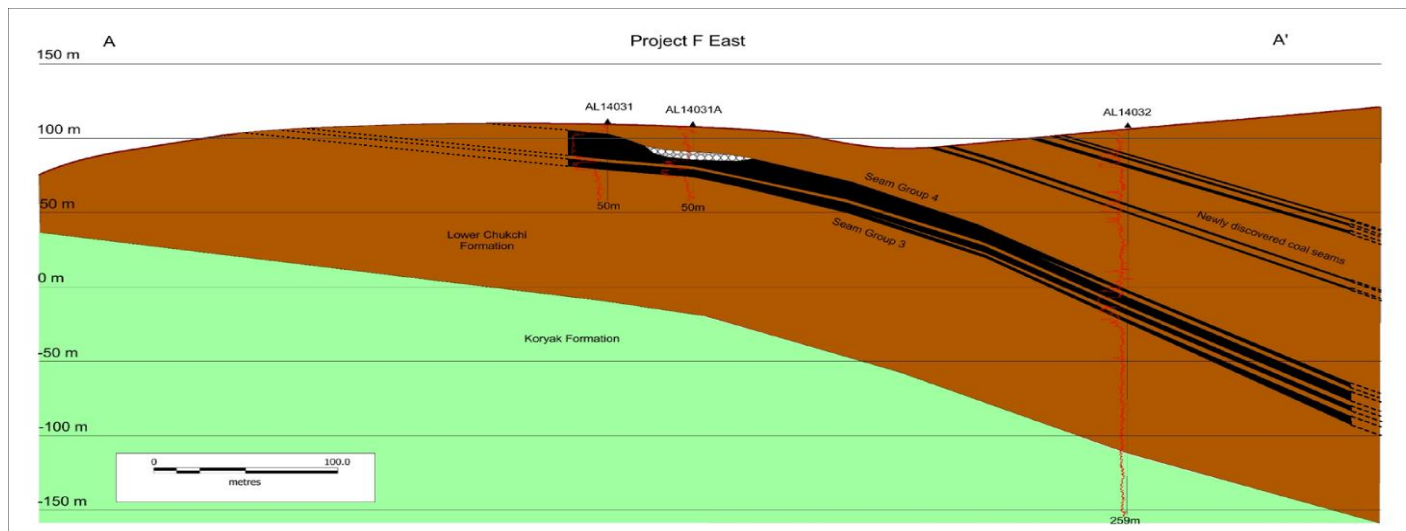 A
Project F East
A'
150 m
AL14031
AL14031A
AL14032
100 m
Seam Group 4
50 m
50m
50m
Newly discovered coal seams
Lower Chukchi
Formation
Seam Group 3
0 m
Koryak Formation
-50 m
-100 m
0
100.0
metres
-150 m
259m